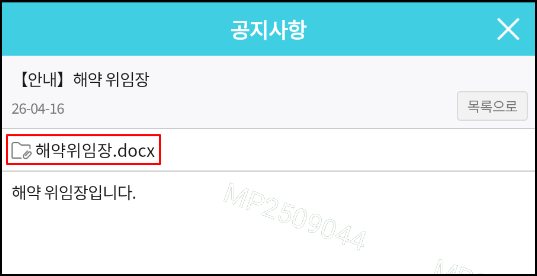 공지사항
【안내】해약 위임장
26-04-16
목록으로
해약위임장.docx
해약 위임장입니다.
MP2509044
MP